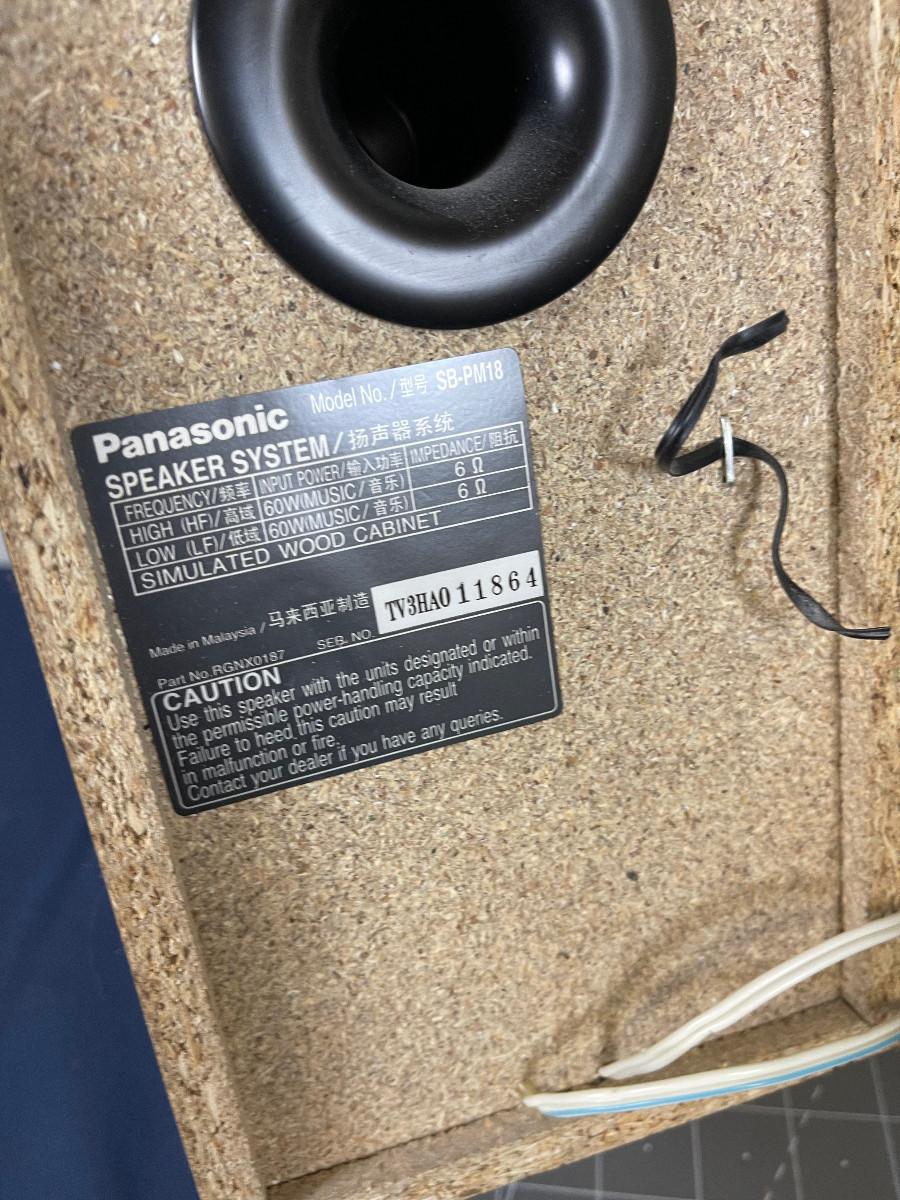 Panasonic Model No./型号 SB-PM18
SPEAKER SYSTEM/扬声器系统
FREQUENCY/频率 INPUT POWER/输入功率 IMPEDANCE/阻抗
HIGH (HF)/高域 60W(MUSIC/音乐) 6 Ω
LOW (LF)/低域 60W(MUSIC/音乐) 6 Ω
SIMULATED WOOD CABINET
Made in Malaysia/马来西亚制造 SER. NO. TV3HA011864
Part No.RGNX0187
CAUTION
Use this speaker with the units designated or within
the permissible power-handling capacity indicated.
Failure to heed this caution may result
in malfunction or fire.
Contact your dealer if you have any queries.